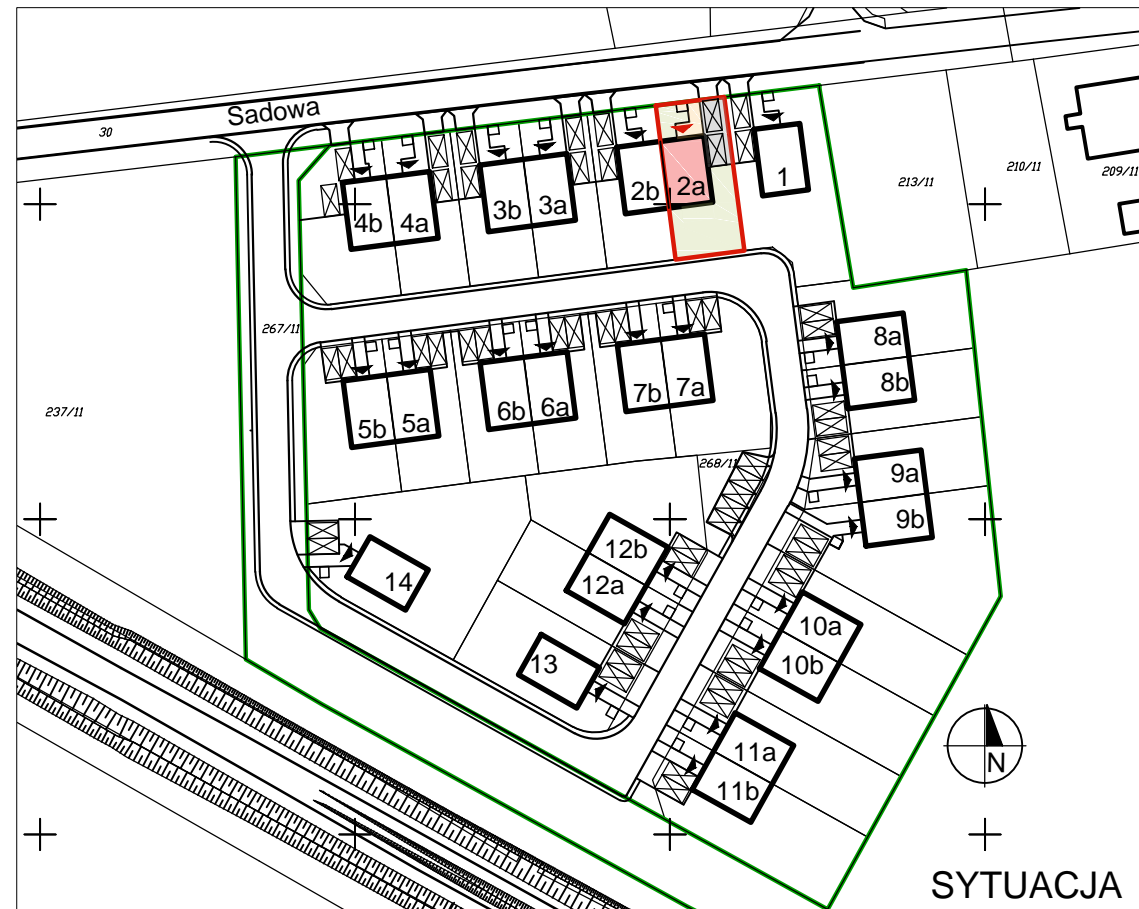 Sadowa
30
213/11
210/11
209/11
4b
4a
3b
3a
2b
2a
1
267/11
237/11
5b
5a
6b
6a
7b
7a
8a
8b
268/11
9a
9b
12b
12a
14
13
10a
10b
11a
11b
N
SYTUACJA